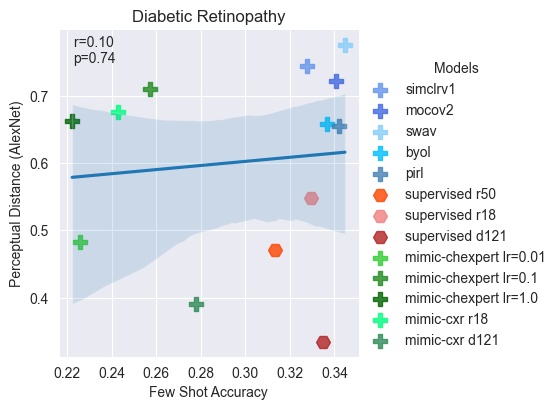 Diabetic Retinopathy
r=0.10
p=0.74
Perceptual Distance (AlexNet)
0.7
0.6
0.5
0.4
0.22 0.24 0.26 0.28 0.30 0.32 0.34
Few Shot Accuracy
Models
simclrv1
mocov2
swav
byol
pirl
supervised r50
supervised r18
supervised d121
mimic-chexpert lr=0.01
mimic-chexpert lr=0.1
mimic-chexpert lr=1.0
mimic-cxr r18
mimic-cxr d121